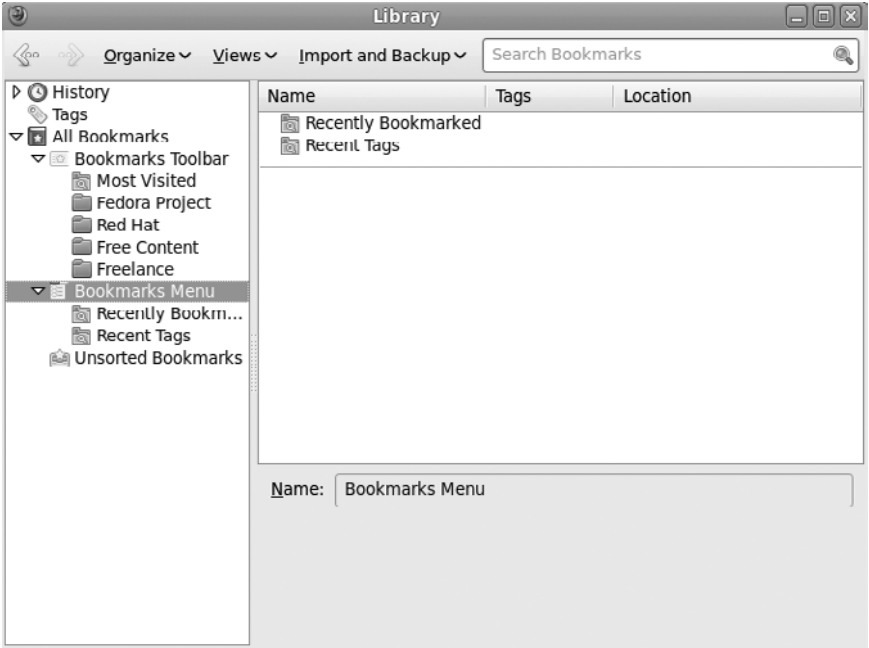 Library
Organize Views Import and Backup Search Bookmarks
History
Tags
All Bookmarks
Bookmarks Toolbar
Most Visited
Fedora Project
Red Hat
Free Content
Freelance
Bookmarks Menu
Recently Bookm...
Recent Tags
Unsorted Bookmarks
Name Tags Location
Recently Bookmarked
Recent Tags
Name: Bookmarks Menu